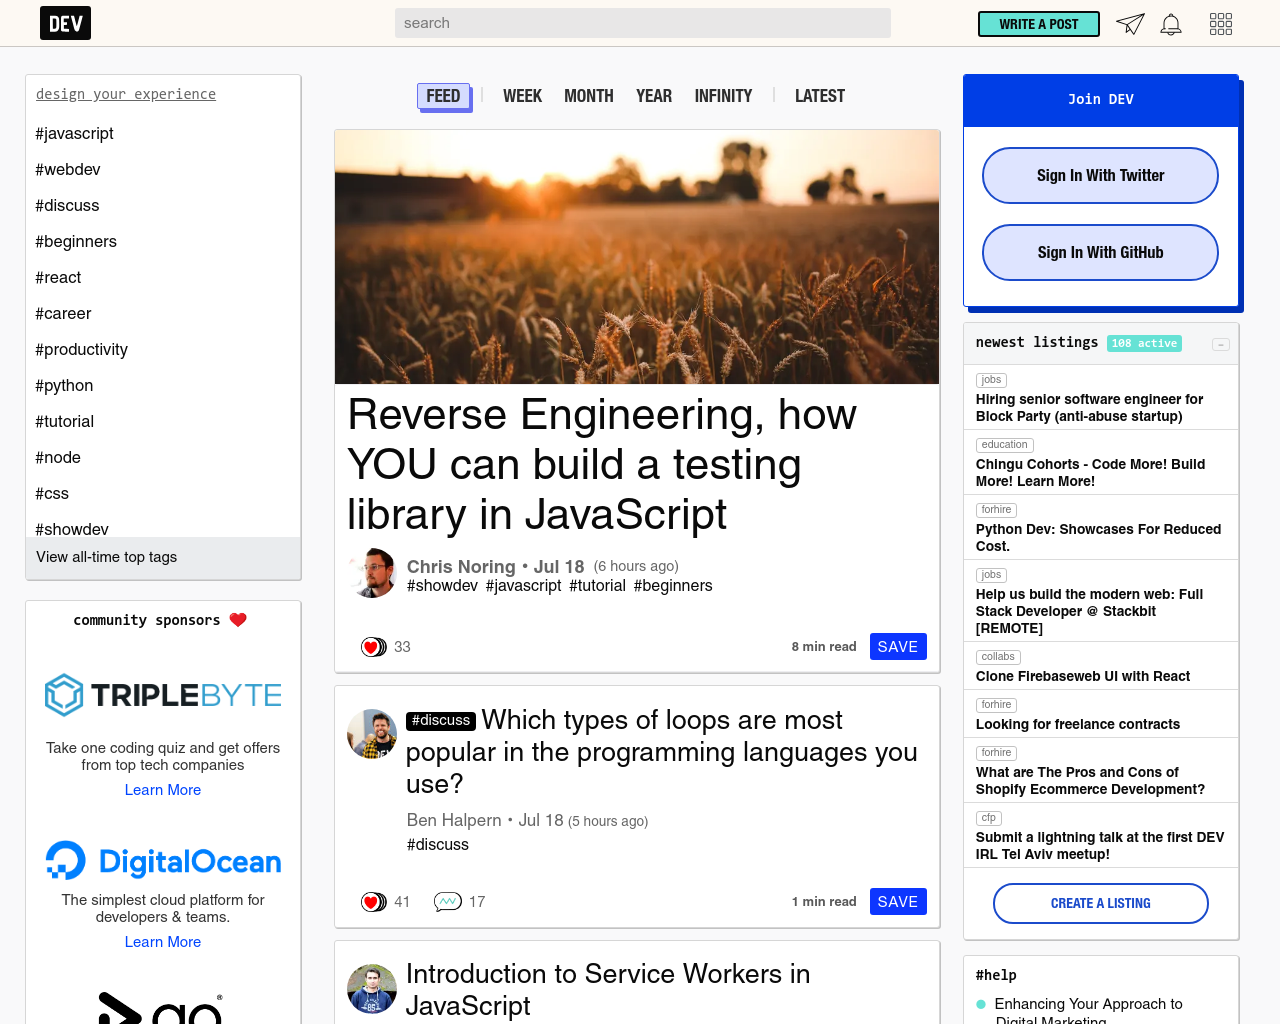 DEV
search
WRITE A POST
design your experience
#javascript
#webdev
#discuss
#beginners
#react
#career
#productivity
#python
#tutorial
#node
#css
#showdev
View all-time top tags
community sponsors
TRIPLEBYTE
Take one coding quiz and get offers
from top tech companies
Learn More
DigitalOcean
The simplest cloud platform for
developers & teams.
Learn More
FEED
WEEK
MONTH
YEAR
INFINITY
LATEST
Reverse Engineering, how
YOU can build a testing
library in JavaScript
Chris Noring • Jul 18 (6 hours ago)
#showdev #javascript #tutorial #beginners
33
8 min read
SAVE
#discuss Which types of loops are most
popular in the programming languages you
use?
Ben Halpern • Jul 18 (5 hours ago)
#discuss
41
17
1 min read
SAVE
Introduction to Service Workers in
JavaScript
Join DEV
Sign In With Twitter
Sign In With GitHub
newest listings 108 active
jobs
Hiring senior software engineer for
Block Party (anti-abuse startup)
education
Chingu Cohorts - Code More! Build
More! Learn More!
forhire
Python Dev: Showcases For Reduced
Cost.
jobs
Help us build the modern web: Full
Stack Developer @ Stackbit
[REMOTE]
collabs
Clone Firebaseweb UI with React
forhire
Looking for freelance contracts
forhire
What are The Pros and Cons of
Shopify Ecommerce Development?
cfp
Submit a lightning talk at the first DEV
IRL Tel Aviv meetup!
CREATE A LISTING
#help
Enhancing Your Approach to
Digital Marketing